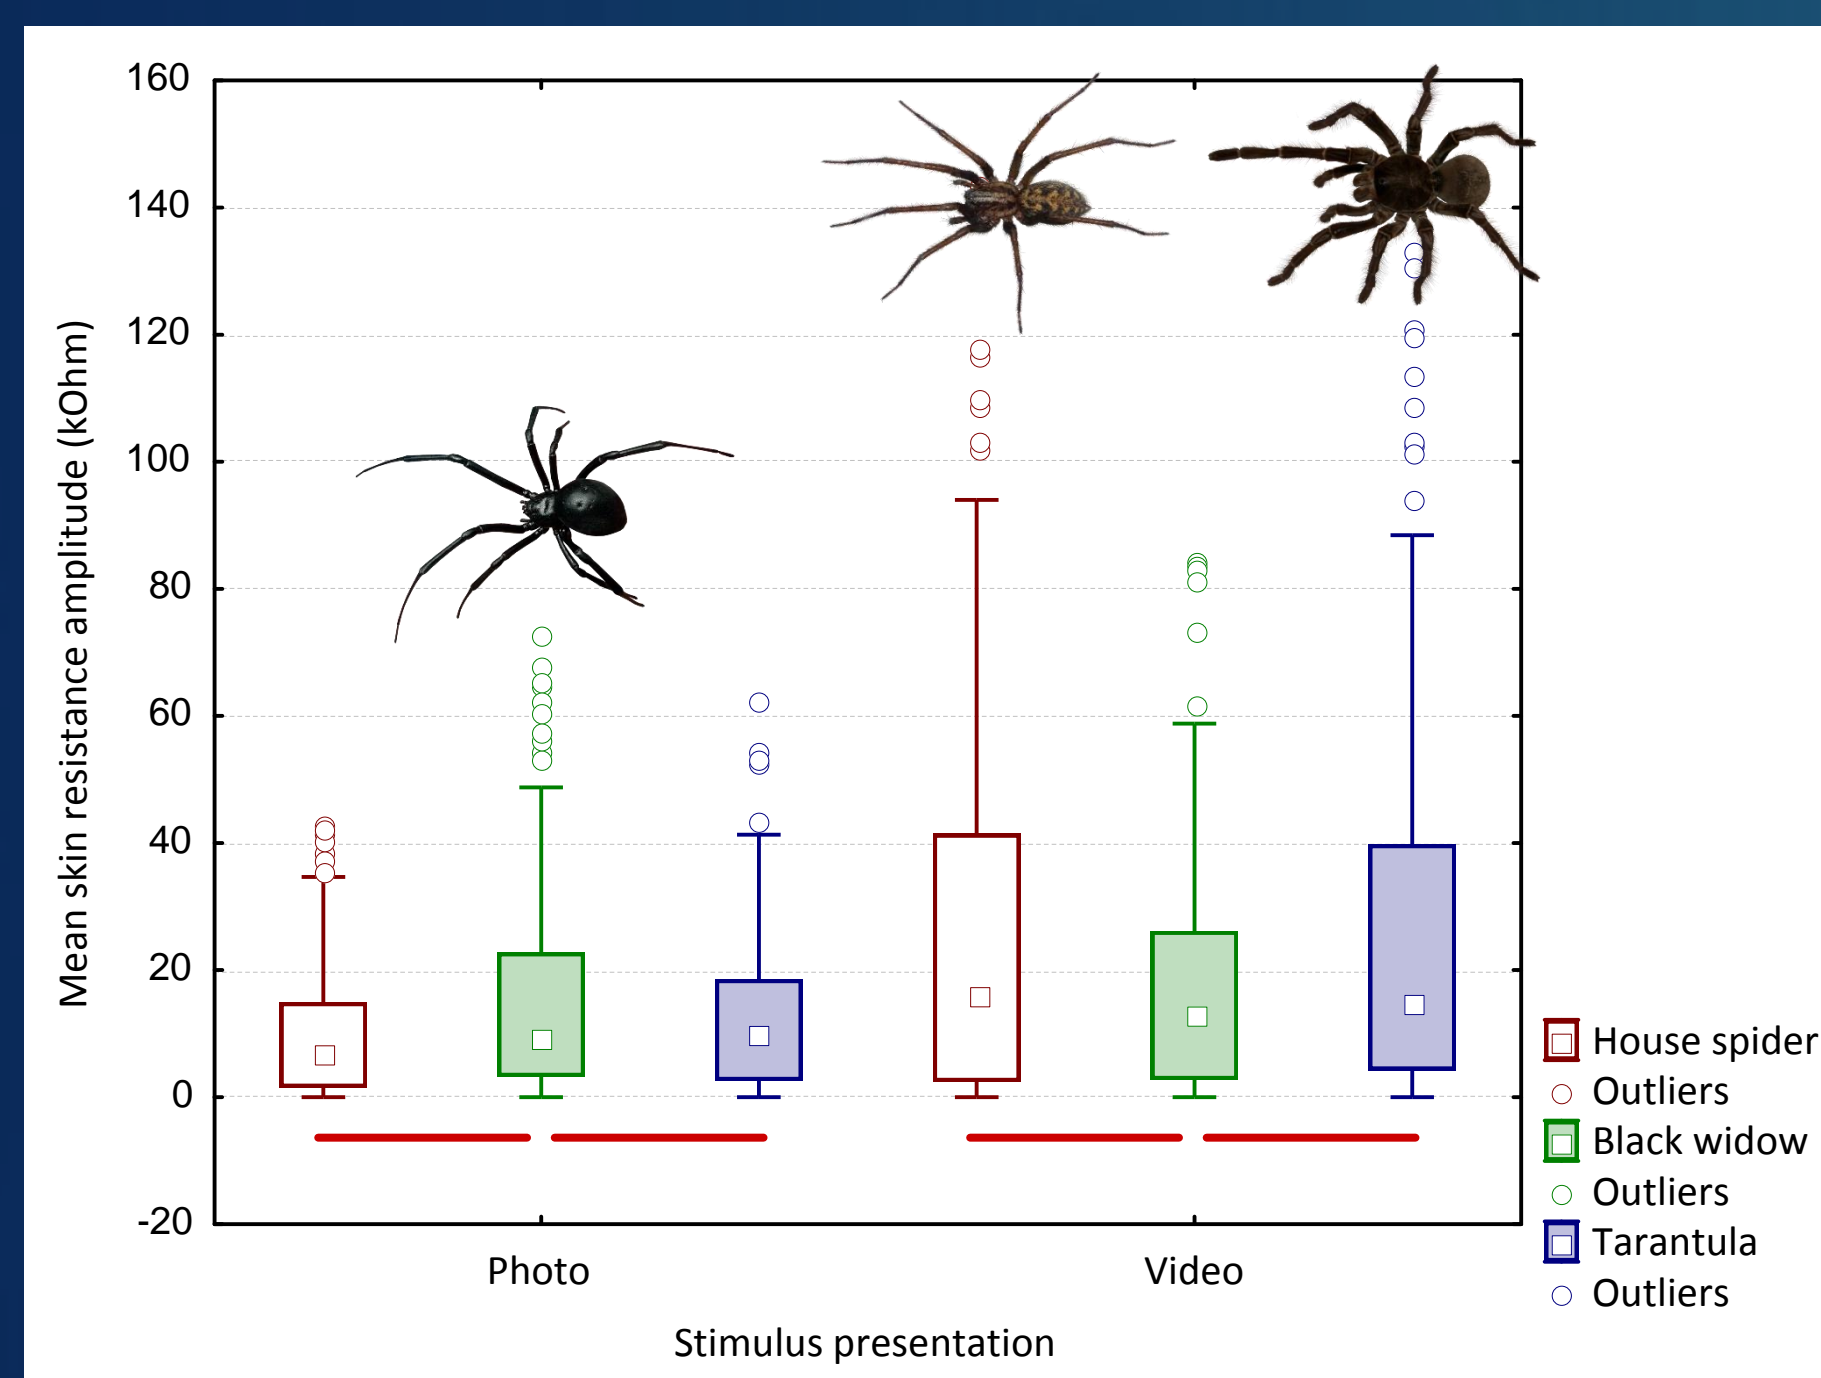 160
140
120
100
80
60
40
20
0
-20
Mean skin resistance amplitude (kOhm)
Photo
Video
Stimulus presentation
House spider
Outliers
Black widow
Outliers
Tarantula
Outliers